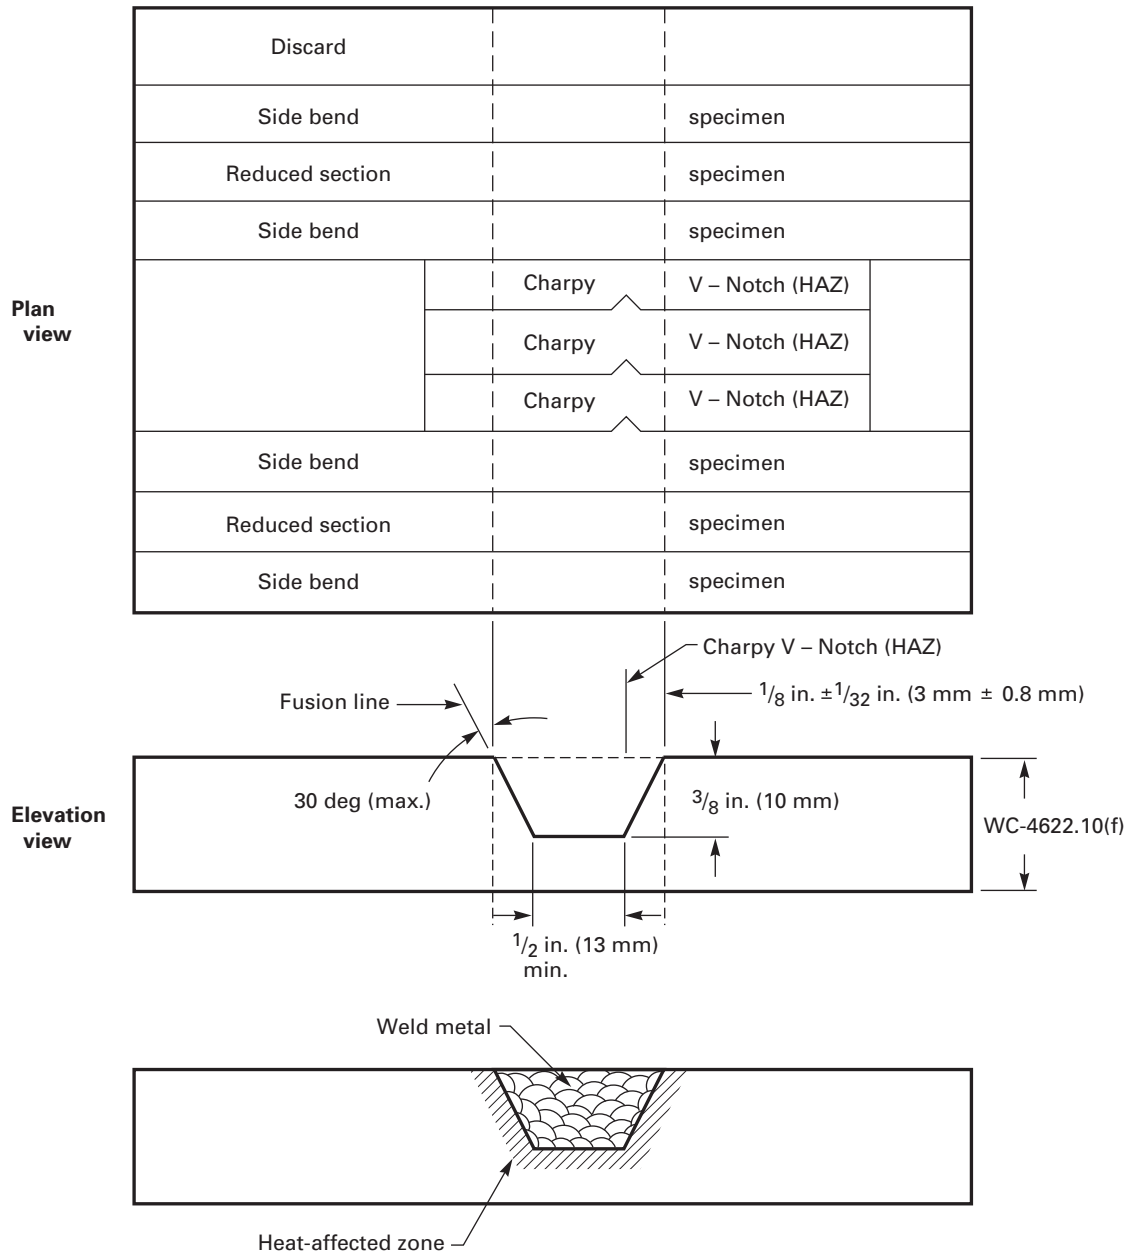 Discard
Side bend specimen
Reduced section specimen
Side bend specimen
Charpy V – Notch (HAZ)
Plan
view
Charpy V – Notch (HAZ)
Charpy V – Notch (HAZ)
Side bend specimen
Reduced section specimen
Side bend specimen
Charpy V – Notch (HAZ)
Fusion line
1/8 in. ±1/32 in. (3 mm ± 0.8 mm)
30 deg (max.)
3/8 in. (10 mm)
Elevation
view
WC-4622.10(f)
1/2 in. (13 mm)
min.
Weld metal
Heat-affected zone